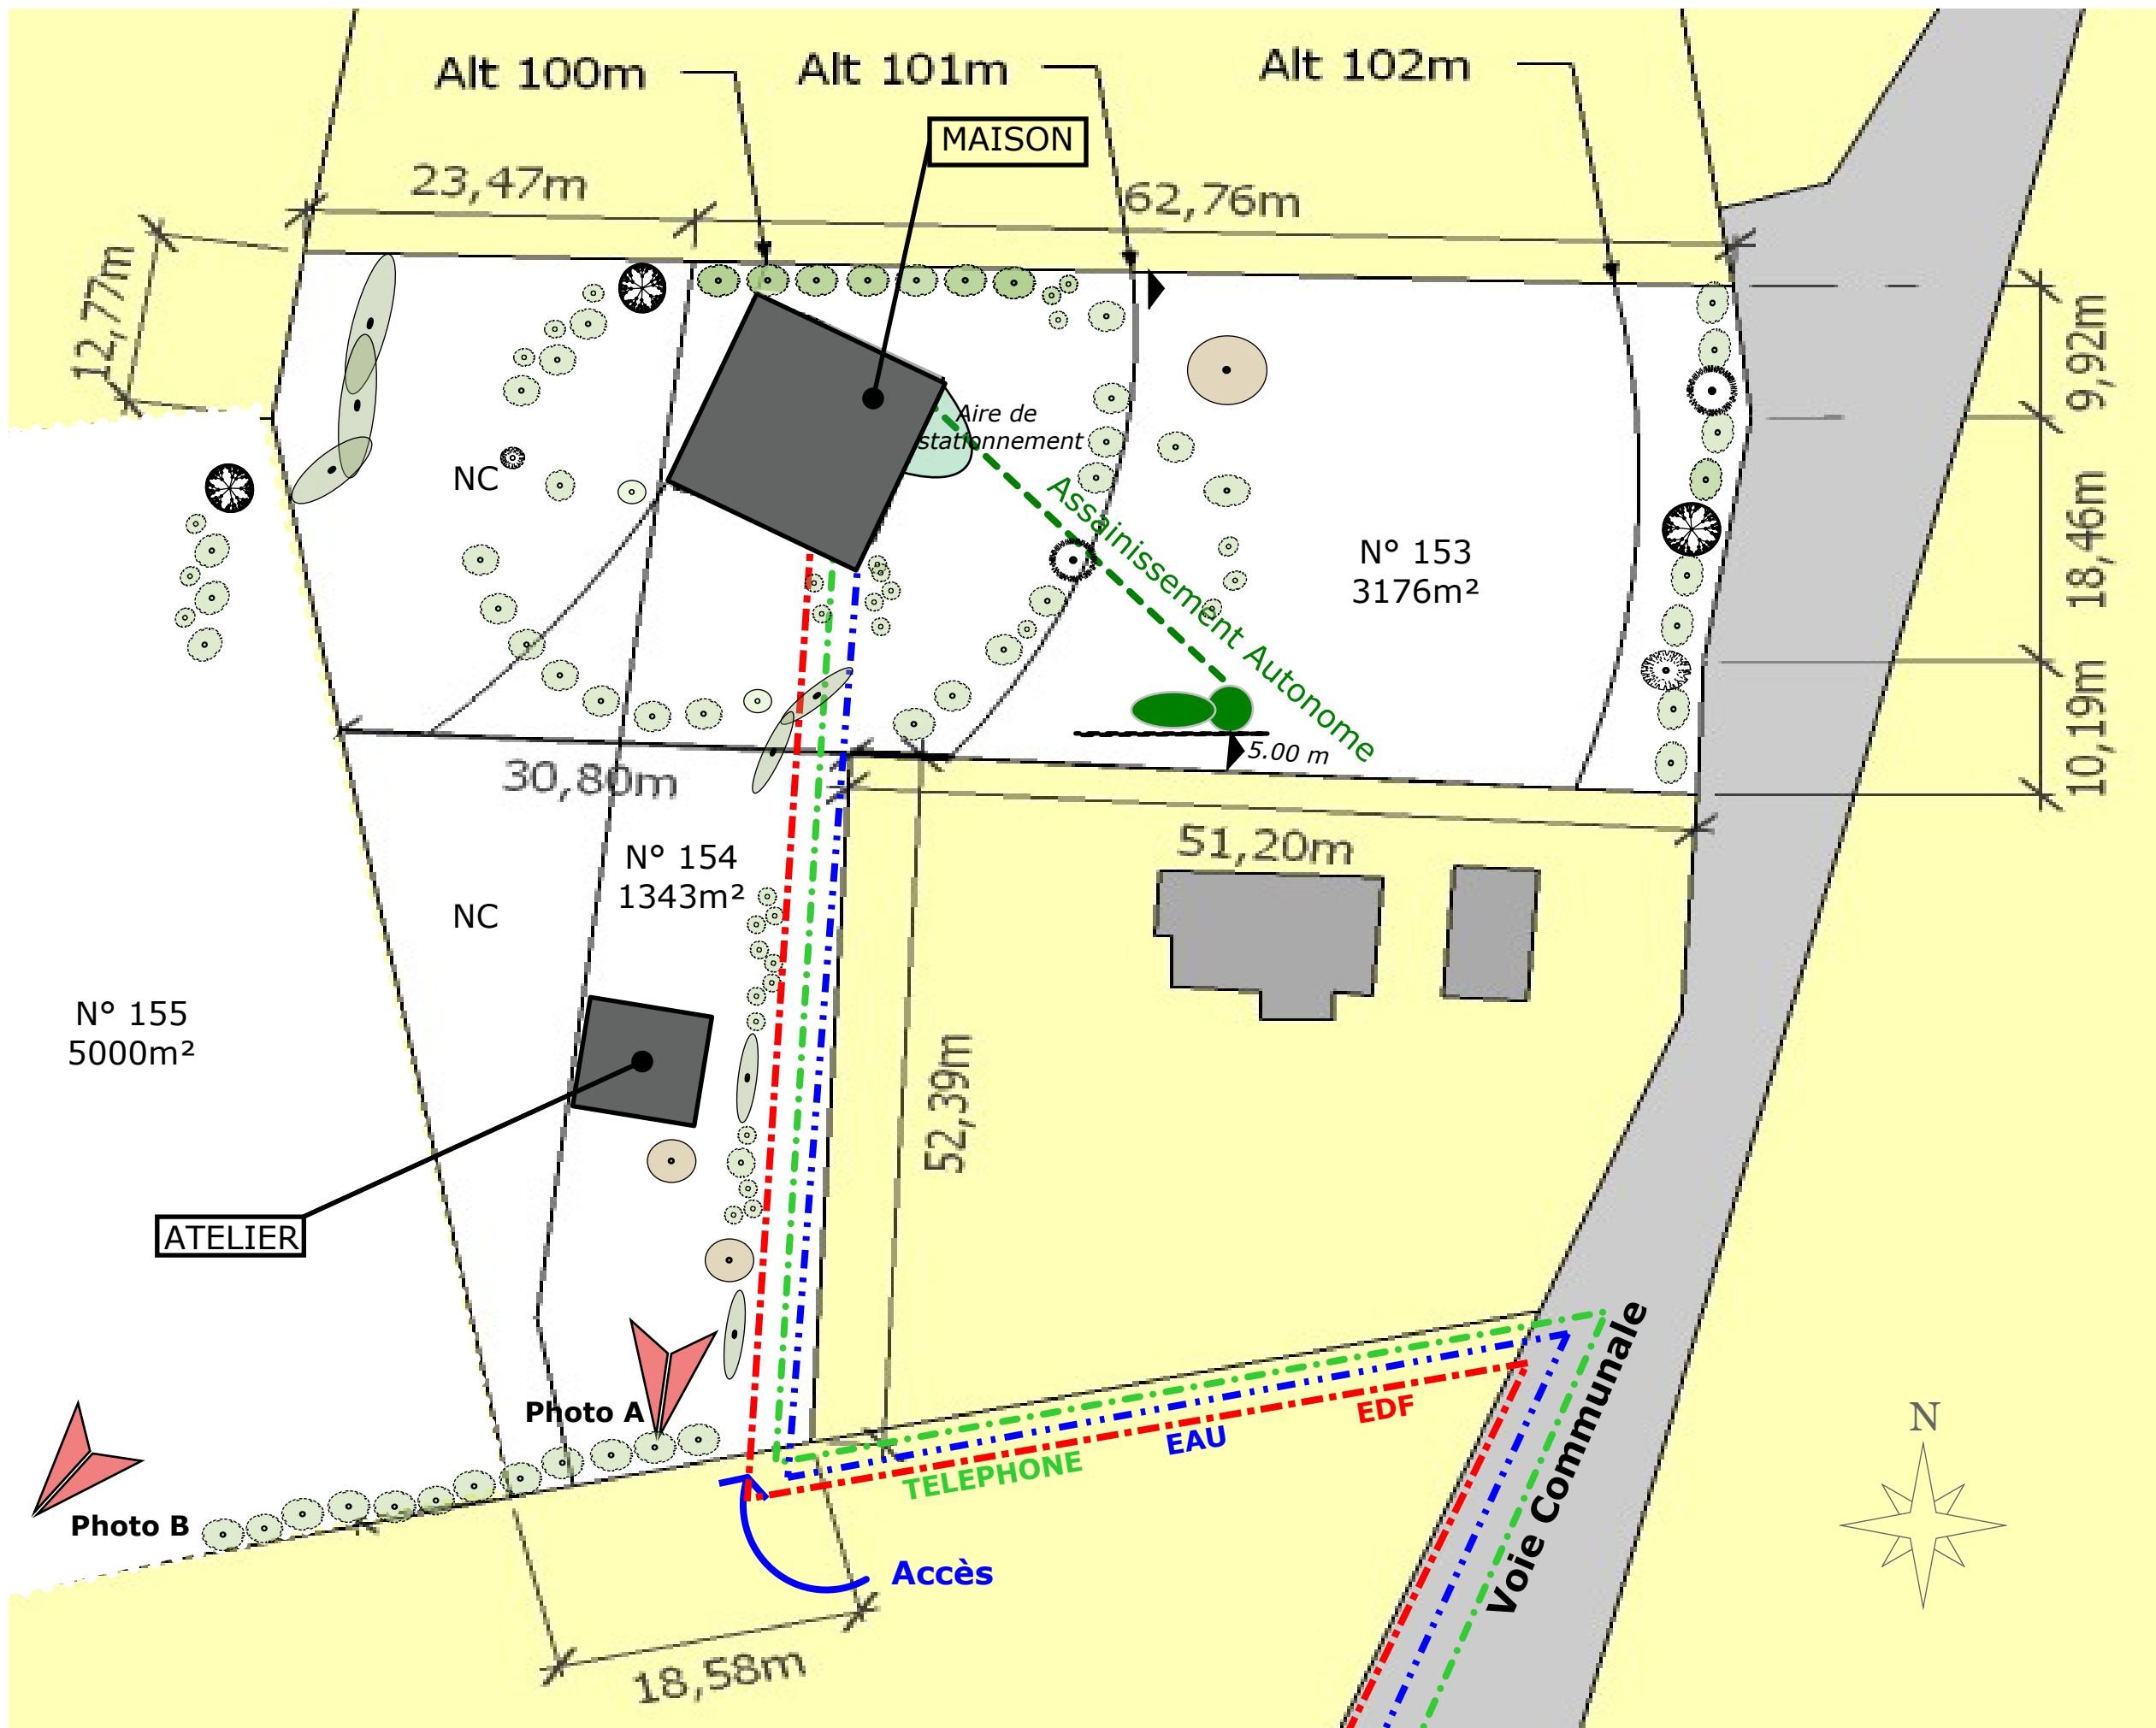 Alt 100m
Alt 101m
Alt 102m
MAISON
23,47m
62,76m
12,77m
9,92m
Aire de
stationnement
NC
Assainissement Autonome
N° 153
3176m²
18,46m
10,19m
5.00 m
30,80m
51,20m
N° 154
1343m²
NC
N° 155
5000m²
52,39m
ATELIER
Voie Communale
Photo A
EDF
EAU
TELEPHONE
N
Photo B
Accès
18,58m